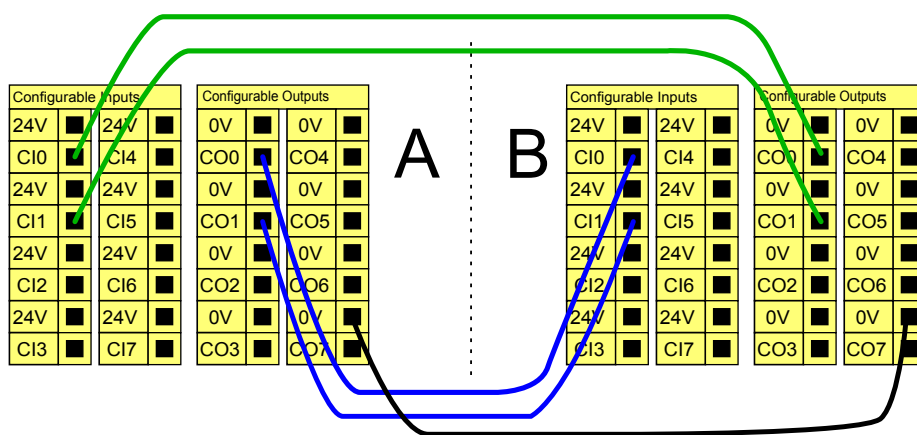 Configurable Inputs Configurable Outputs A B Configurable Inputs Configurable Outputs
24V 24V 0V 0V 24V 24V 0V 0V
CI0 CI4 CO0 CO4 CI0 CI4 CO0 CO4
24V 24V 0V 0V 24V 24V 0V 0V
CI1 CI5 CO1 CO5 CI1 CI5 CO1 CO5
24V 24V 0V 0V 24V 24V 0V 0V
CI2 CI6 CO2 CO6 CI2 CI6 CO2 CO6
24V 24V 0V 0V 24V 24V 0V 0V
CI3 CI7 CO3 CO7 CI3 CI7 CO3 CO7